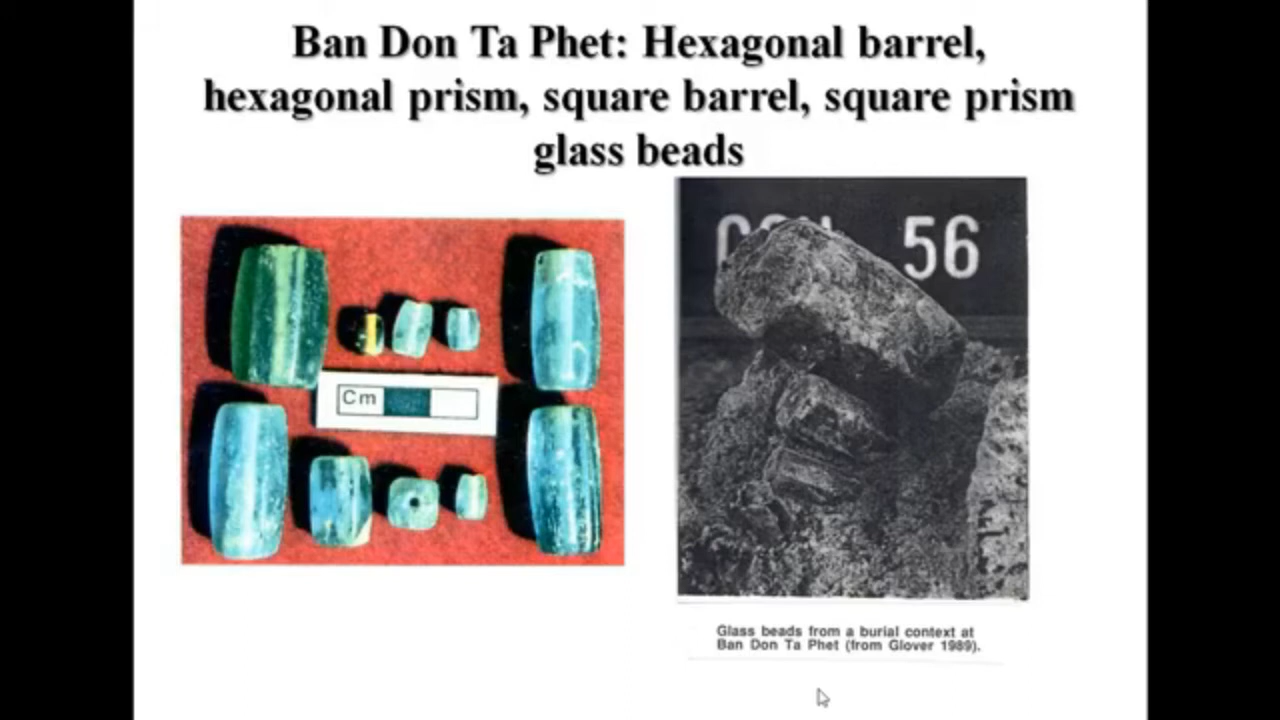 Ban Don Ta Phet: Hexagonal barrel,
hexagonal prism, square barrel, square prism
glass beads
56
Cm
Glass beads from a burial context at
Ban Don Ta Phet (from Glover 1989).